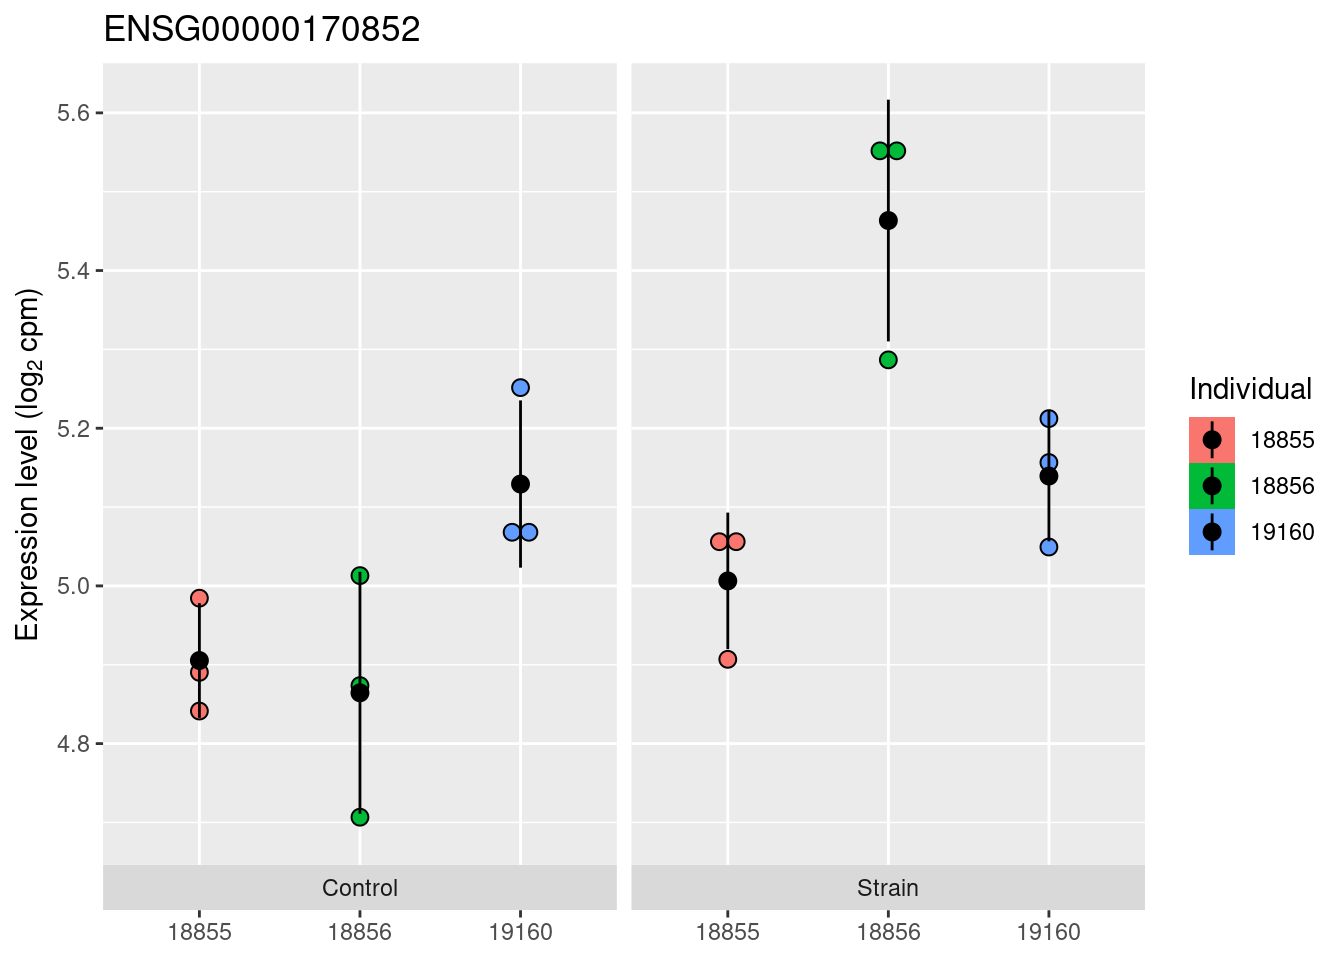 ENSG00000170852
Expression level (log₂ cpm)
5.6
5.4
5.2
5.0
4.8
Control
Strain
18855
18856
19160
18855
18856
19160
Individual
18855
18856
19160